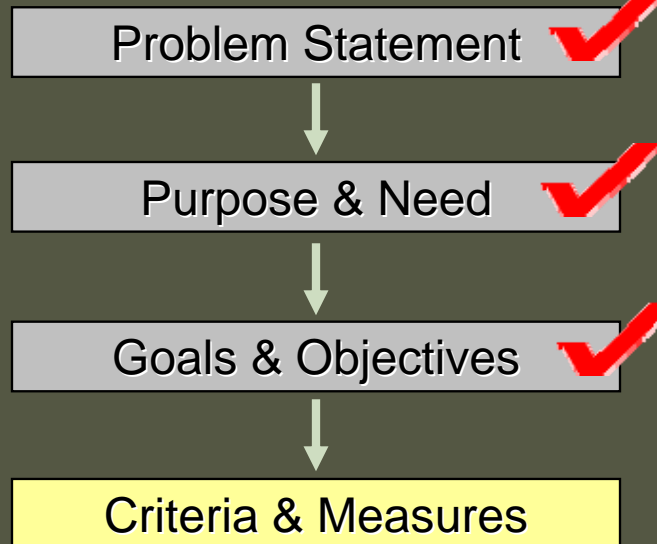 Problem Statement
Purpose & Need
Goals & Objectives
Criteria & Measures